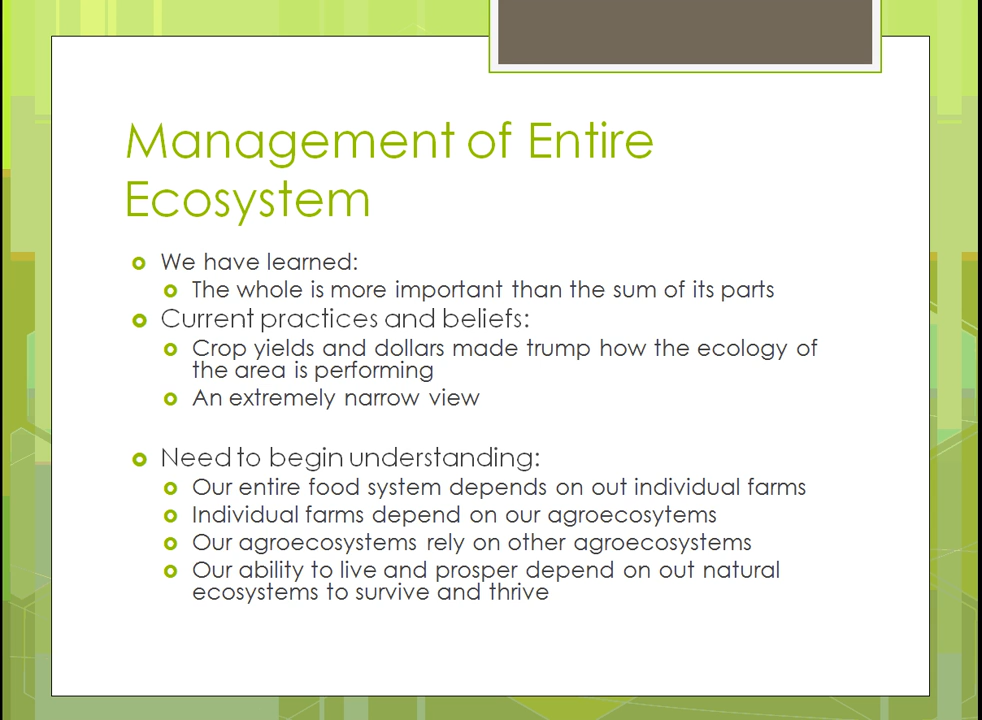 Management of Entire
Ecosystem
We have learned:
The whole is more important than the sum of its parts
Current practices and beliefs:
Crop yields and dollars made trump how the ecology of
the area is performing
An extremely narrow view
Need to begin understanding:
Our entire food system depends on out individual farms
Individual farms depend on our agroecosytems
Our agroecosystems rely on other agroecosystems
Our ability to live and prosper depend on out natural
ecosystems to survive and thrive